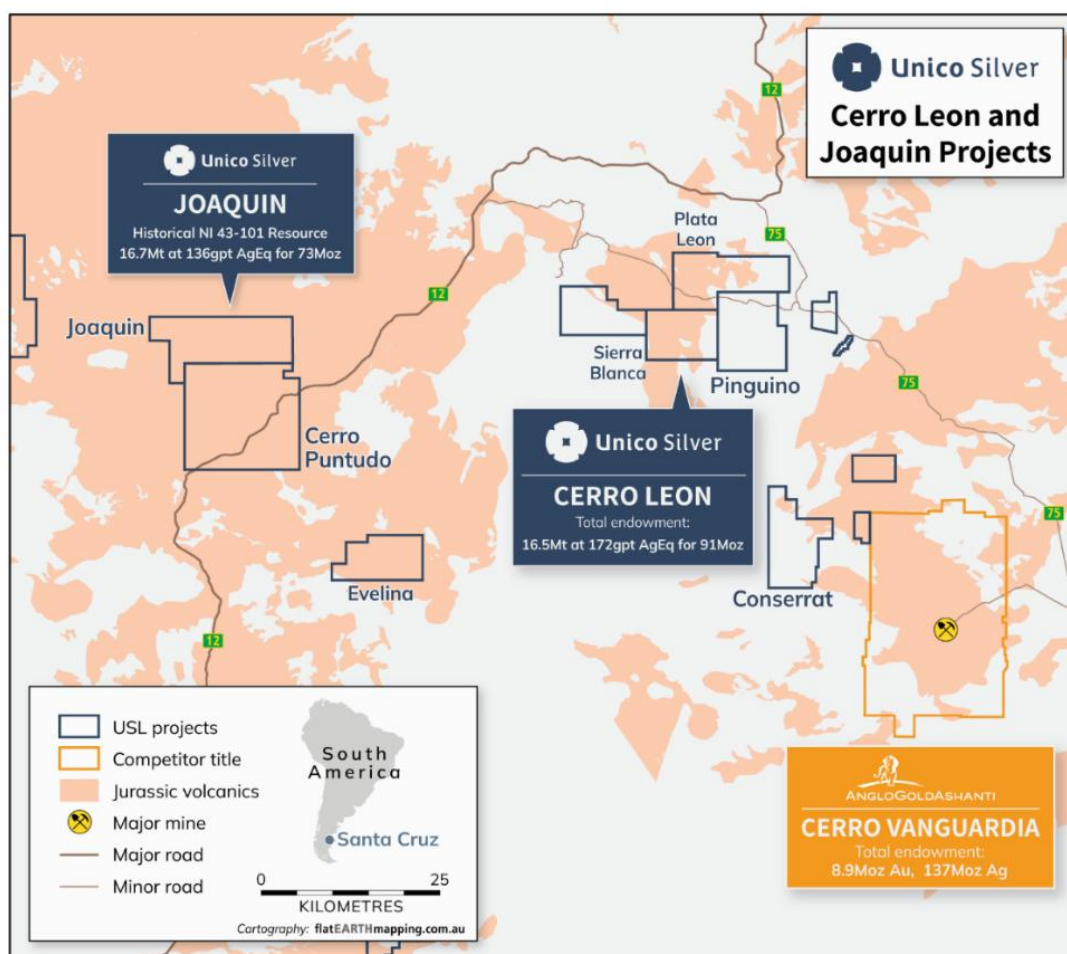 Unico Silver
Cerro Leon and
Joaquin Projects
12
Unico Silver
JOAQUIN
Historical NI 43-101 Resource
16.7Mt at 136gpt AgEq for 73Moz
Plata
Leon
75
12
Joaquin
Sierra
Blanca
Pinguino
75
Cerro
Puntudo
Unico Silver
CERRO LEON
Total endowment:
16.5Mt at 172gpt AgEq for 91Moz
75
Evelina
Conserrat
12
USL projects
Competitor title
Jurassic volcanics
Major mine
Major road
Minor road
South
America
Santa Cruz
0 25
KILOMETRES
Cartography: flatEARTHmapping.com.au
ANGLOGOLDASHANTI
CERRO VANGUARDIA
Total endowment:
8.9Moz Au, 137Moz Ag